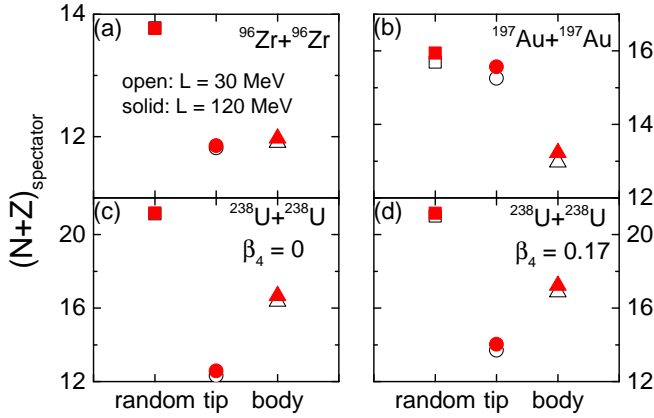 (N+Z)spectator
(a)
⁹⁶Zr+⁹⁶Zr
open: L = 30 MeV
solid: L = 120 MeV
14
12
(b)
¹⁹⁷Au+¹⁹⁷Au
16
14
12
(c)
²³⁸U+²³⁸U
β₄ = 0
20
16
12
random tip body
(d)
²³⁸U+²³⁸U
β₄ = 0.17
20
16
12
random tip body